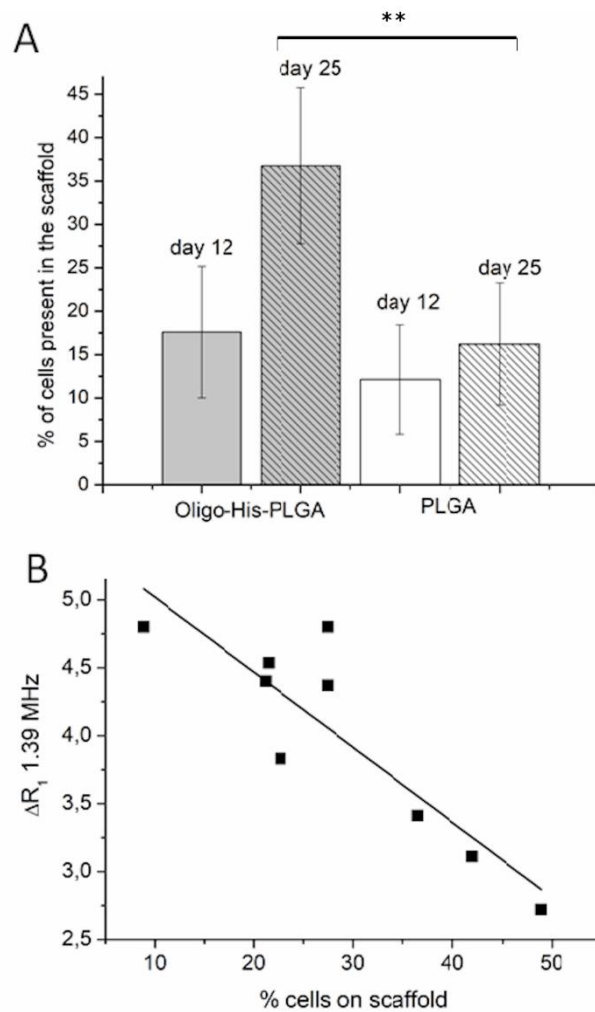 **
A
day 25
45
40
35
30
25
20
15
10
5
0
% of cells present in the scaffold
day 12
day 12
day 25
Oligo-His-PLGA
PLGA
B
5,0
4,5
4,0
3,5
3,0
2,5
ΔR₁ 1.39 MHz
10 20 30 40 50
% cells on scaffold